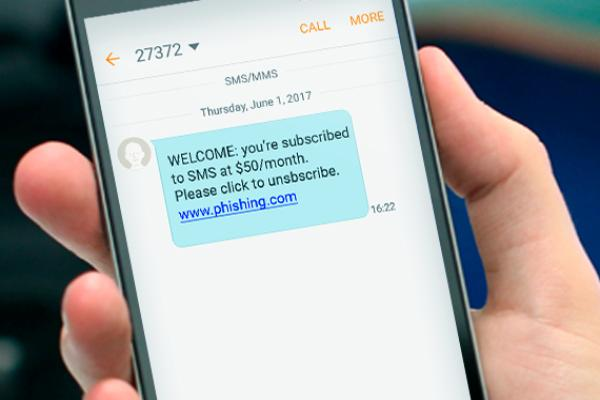 27372 CALL MORE
SMS/MMS
Thursday, June 1, 2017
WELCOME: you're subscribed
to SMS at $50/month.
Please click to unsbscribe.
www.phishing.com
16:22